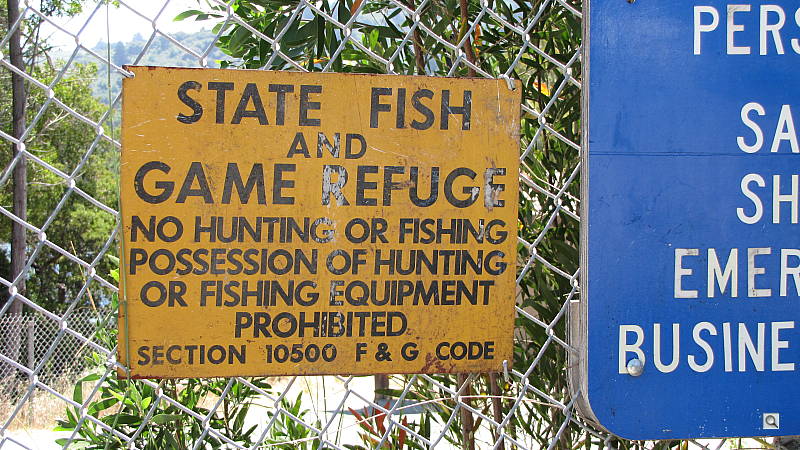 STATE FISH
AND
GAME REFUGE
NO HUNTING OR FISHING
POSSESSION OF HUNTING
OR FISHING EQUIPMENT
PROHIBITED
SECTION 10500 F & G CODE
PERS
SA
SH
EMER
BUSINE